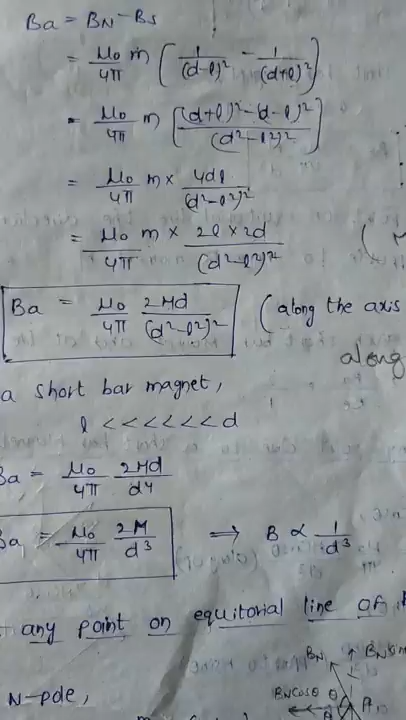 Ba = BN - BS
= μ0/4π m ( 1/(d-l)² - 1/(d+l)² )
= μ0/4π m [ ((d+l)² - (d-l)²)/(d²-l²)² ]
= μ0/4π m × 4dl/(d²-l²)²
= μ0/4π m × (2l × 2d)/(d²-l²)²
Ba = μ0/4π 2Md/(d²-l²)² (along the axis
along
a short bar magnet,
l <<<<<< d
Ba = μ0/4π 2Md/d4
Ba = μ0/4π 2M/d³ ⟹ B ∝ 1/d³
any point on equitorial line of
BN
BNcosθ θ
N-pole,